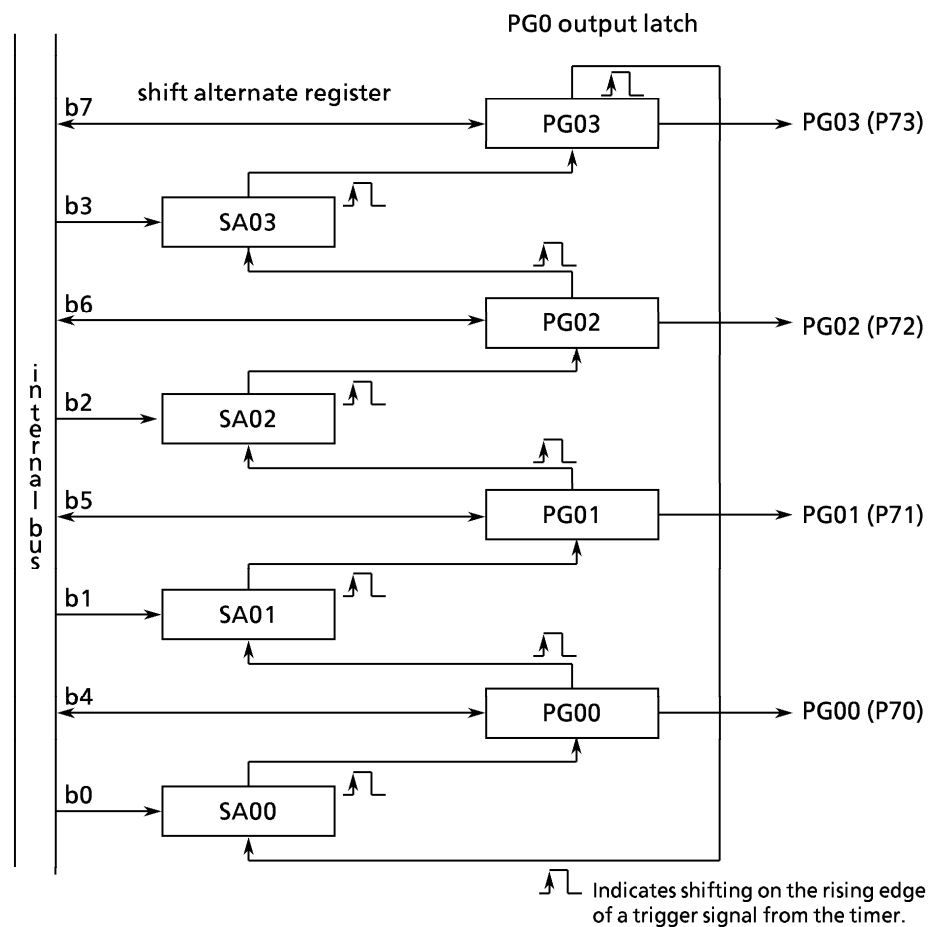 PG0 output latch
shift alternate register
b7
PG03
PG03 (P73)
b3
SA03
b6
PG02
PG02 (P72)
b2
SA02
internal bus
b5
PG01
PG01 (P71)
b1
SA01
b4
PG00
PG00 (P70)
b0
SA00
Indicates shifting on the rising edge
of a trigger signal from the timer.